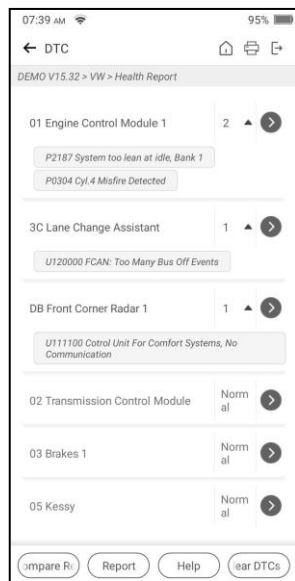 07:39 AM 95%
DTC
DEMO V15.32 > VW > Health Report
01 Engine Control Module 1 2
P2187 System too lean at idle, Bank 1
P0304 Cyl.4 Misfire Detected
3C Lane Change Assistant 1
U120000 FCAN: Too Many Bus Off Events
DB Front Corner Radar 1 1
U111100 Cotrol Unit For Comfort Systems, No
Communication
02 Transmission Control Module Norm
al
03 Brakes 1 Norm
al
05 Kessy Norm
al
ompare Re Report Help lear DTCs